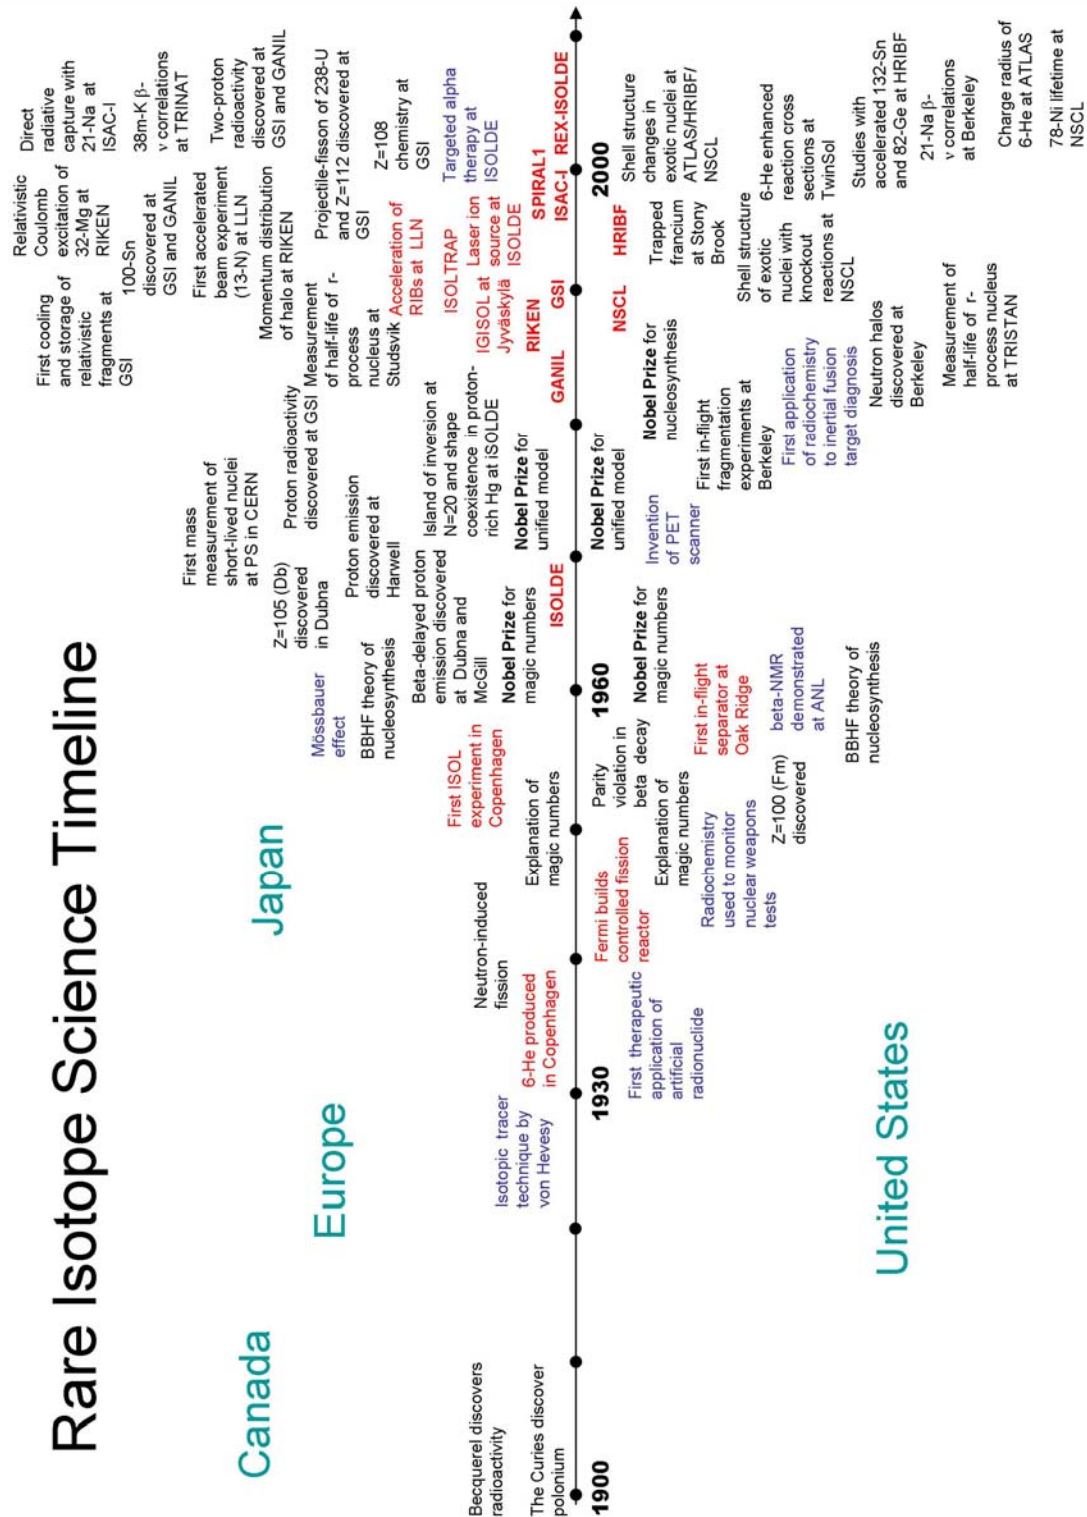 Rare Isotope Science Timeline
Canada
Europe
Japan
Becquerel discovers
radioactivity
The Curies discover
polonium
Isotopic tracer
technique by
von Hevesy
6-He produced
in Copenhagen
Neutron-induced
fission
Explanation of
magic numbers
First ISOL
experiment in
Copenhagen
Mössbauer
effect
BBHF theory of
nucleosynthesis
Beta-delayed proton
emission discovered
at Dubna and
McGill
Nobel Prize for
magic numbers
ISOLDE
Z=105 (Db)
discovered
in Dubna
Proton emission
discovered at
Harwell
First mass
measurement of
short-lived nuclei
at PS in CERN
Proton radioactivity
discovered at GSI
Island of inversion at
N=20 and shape
coexistence in proton-
rich Hg at iSOLDE
Nobel Prize for
unified model
First cooling
and storage of
relativistic
fragments at
GSI
Measurement
of half-life of r-
process
nucleus at
Studsvik
GANIL
RIKEN
GSI
IGISOL at
Jyväskylä
ISOLTRAP
Acceleration of
RIBs at LLN
Laser ion
source at
ISOLDE
Momentum distribution
of halo at RIKEN
First accelerated
beam experiment
(13-N) at LLN
100-Sn
discovered at
GSI and GANIL
Relativistic
Coulomb
excitation of
32-Mg at
RIKEN
Projectile-fisson of 238-U
and Z=112 discovered at
GSI
SPIRAL1
ISAC-I
REX-ISOLDE
Targeted alpha
therapy at
ISOLDE
Z=108
chemistry at
GSI
Two-proton
radioactivity
discovered at
GSI and GANIL
38m-K β-
ν correlations
at TRINAT
Direct
radiative
capture with
21-Na at
ISAC-I
1900
1930
1960
2000
United States
First therapeutic
application of
artificial
radionuclide
Fermi builds
controlled fission
reactor
Radiochemistry
used to monitor
nuclear weapons
tests
Explanation of
magic numbers
Parity
violation in
beta decay
Z=100 (Fm)
discovered
First in-flight
separator at
Oak Ridge
beta-NMR
demonstrated
at ANL
BBHF theory of
nucleosynthesis
Nobel Prize for
magic numbers
Invention
of PET
scanner
Nobel Prize for
unified model
First in-flight
fragmentation
experiments at
Berkeley
First application
of radiochemistry
to inertial fusion
target diagnosis
Nobel Prize for
nucleosynthesis
Neutron halos
discovered at
Berkeley
Measurement of
half-life of r-
process nucleus
at TRISTAN
NSCL
HRIBF
Shell structure
of exotic
nuclei with
knockout
reactions at
NSCL
Trapped
francium
at Stony
Brook
Shell structure
changes in
exotic nuclei at
ATLAS/HRIBF/
NSCL
6-He enhanced
reaction cross
sections at
TwinSol
Studies with
accelerated 132-Sn
and 82-Ge at HRIBF
21-Na β-
ν correlations
at Berkeley
Charge radius of
6-He at ATLAS
78-Ni lifetime at
NSCL